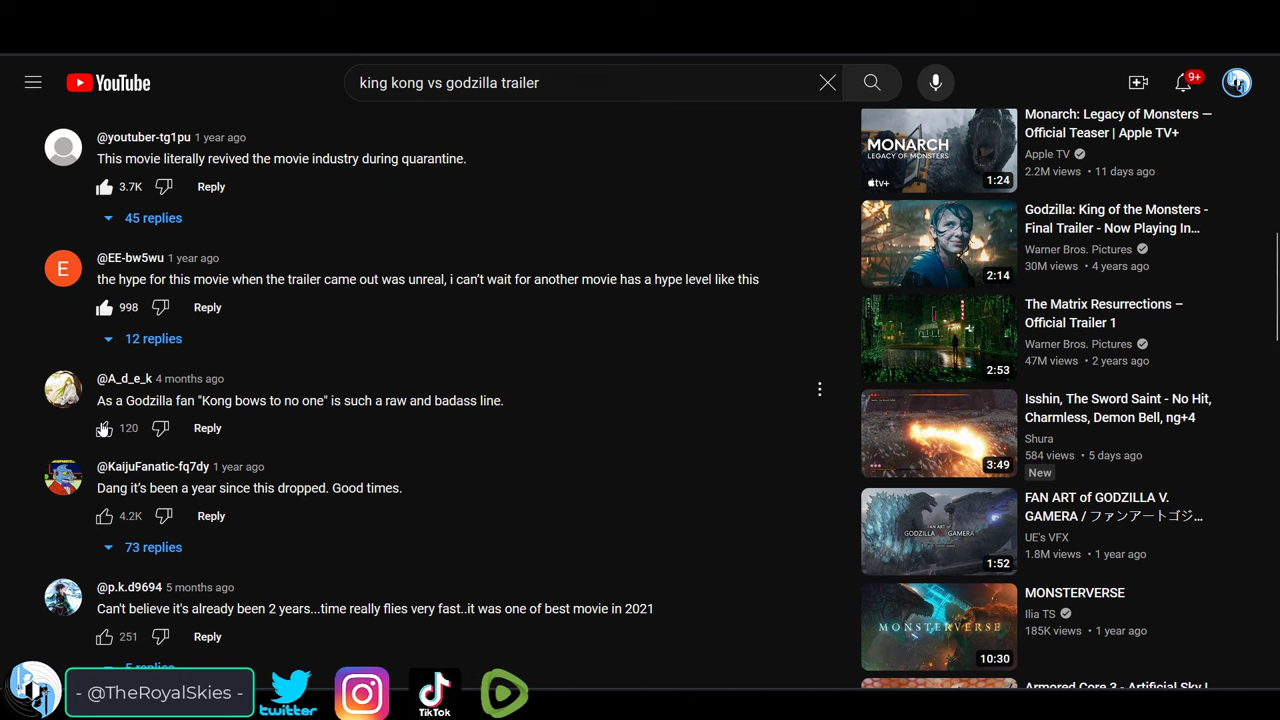 YouTube
king kong vs godzilla trailer
9+
@youtuber-tg1pu 1 year ago
This movie literally revived the movie industry during quarantine.
3.7K Reply
45 replies
E
@EE-bw5wu 1 year ago
the hype for this movie when the trailer came out was unreal, i can't wait for another movie has a hype level like this
998 Reply
12 replies
@A_d_e_k 4 months ago
As a Godzilla fan "Kong bows to no one" is such a raw and badass line.
120 Reply
@KaijuFanatic-fq7dy 1 year ago
Dang it's been a year since this dropped. Good times.
4.2K Reply
73 replies
@p.k.d9694 5 months ago
Can't believe it's already been 2 years...time really flies very fast..it was one of best movie in 2021
251 Reply
5 replies
MONARCH
LEGACY OF MONSTERS
tv+
1:24
Monarch: Legacy of Monsters —
Official Teaser | Apple TV+
Apple TV
2.2M views • 11 days ago
2:14
Godzilla: King of the Monsters -
Final Trailer - Now Playing In...
Warner Bros. Pictures
30M views • 4 years ago
2:53
The Matrix Resurrections –
Official Trailer 1
Warner Bros. Pictures
47M views • 2 years ago
3:49
Isshin, The Sword Saint - No Hit,
Charmless, Demon Bell, ng+4
Shura
584 views • 5 days ago
New
FAN ART of
GODZILLA V. GAMERA
1:52
FAN ART of GODZILLA V.
GAMERA / ファンアートゴジ...
UE's VFX
1.8M views • 1 year ago
MONSTERVERSE
10:30
MONSTERVERSE
Ilia TS
185K views • 1 year ago
Armored Core 3 - Artificial Sky I
- @TheRoyalSkies -
twitter
TikTok